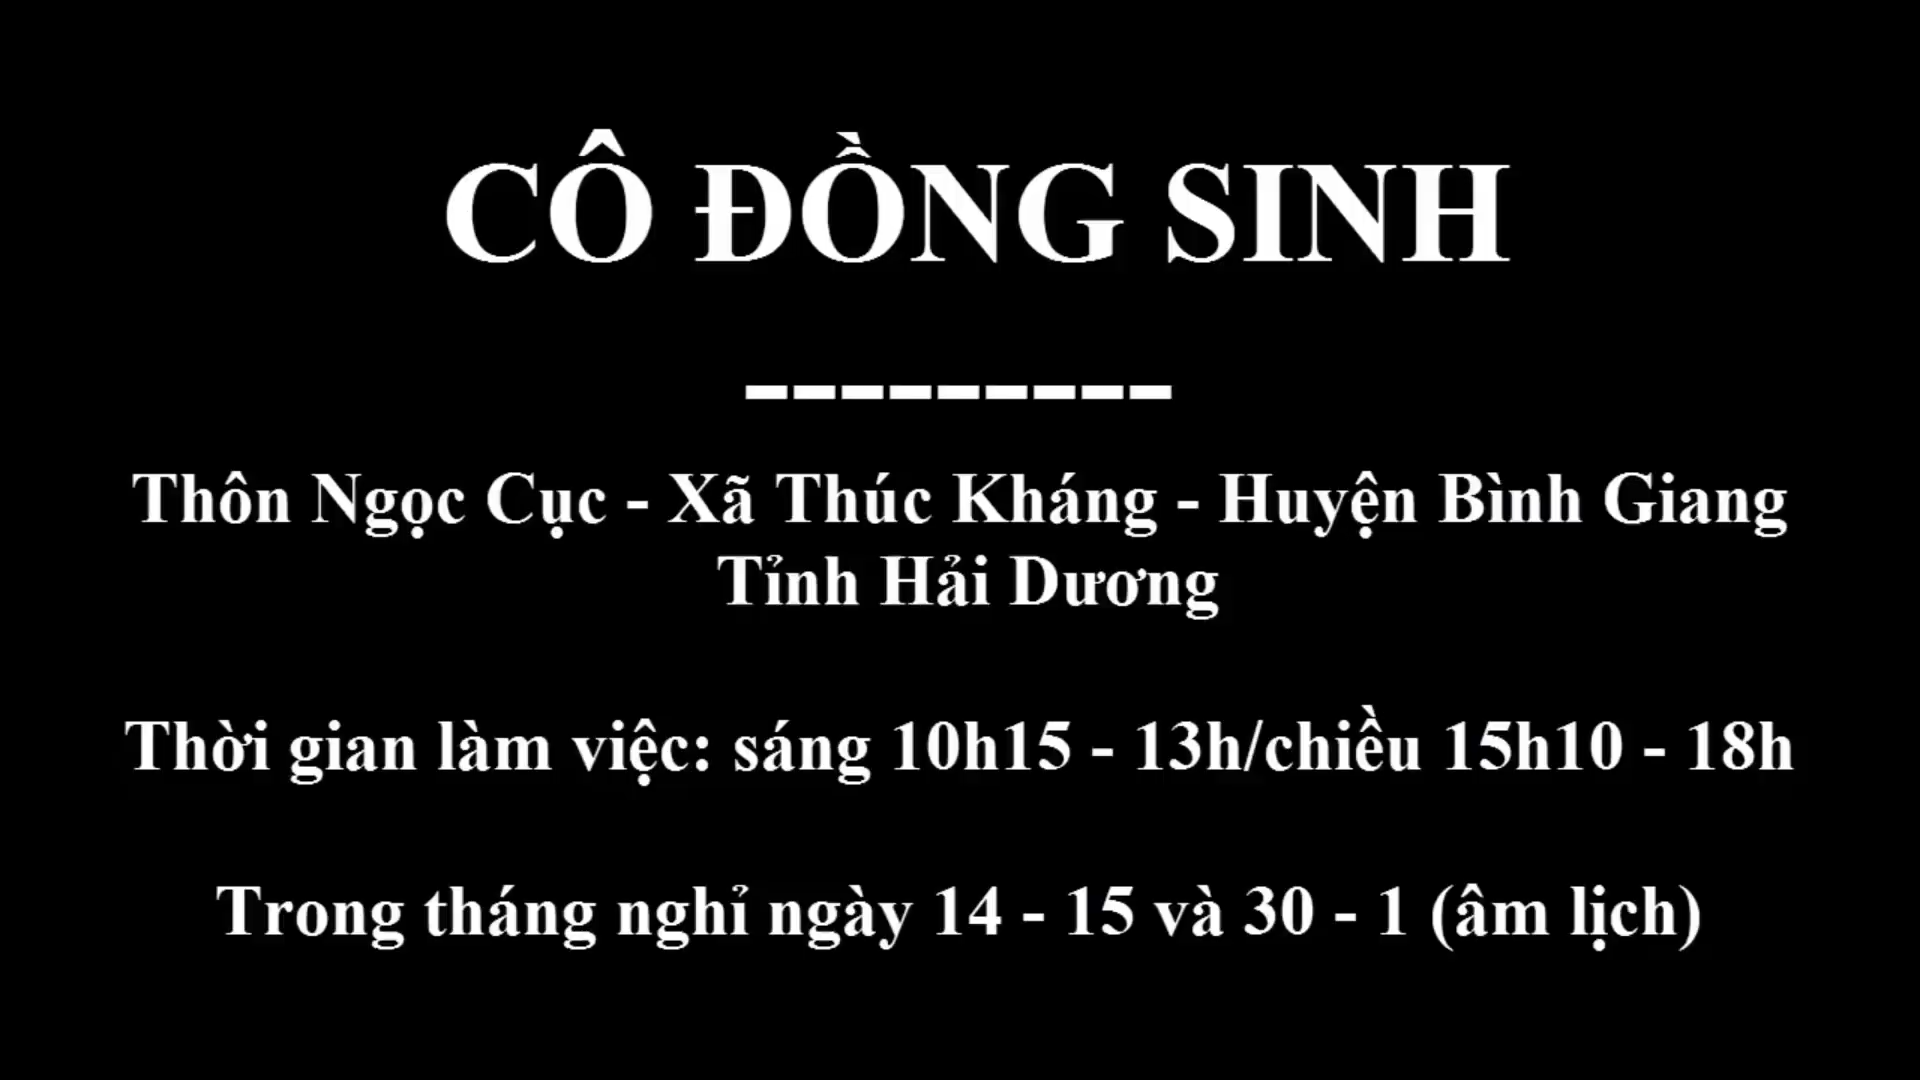 CÔ ĐỒNG SINH
---------
Thôn Ngọc Cục - Xã Thúc Kháng - Huyện Bình Giang
Tỉnh Hải Dương
Thời gian làm việc: sáng 10h15 - 13h/chiều 15h10 - 18h
Trong tháng nghỉ ngày 14 - 15 và 30 - 1 (âm lịch)